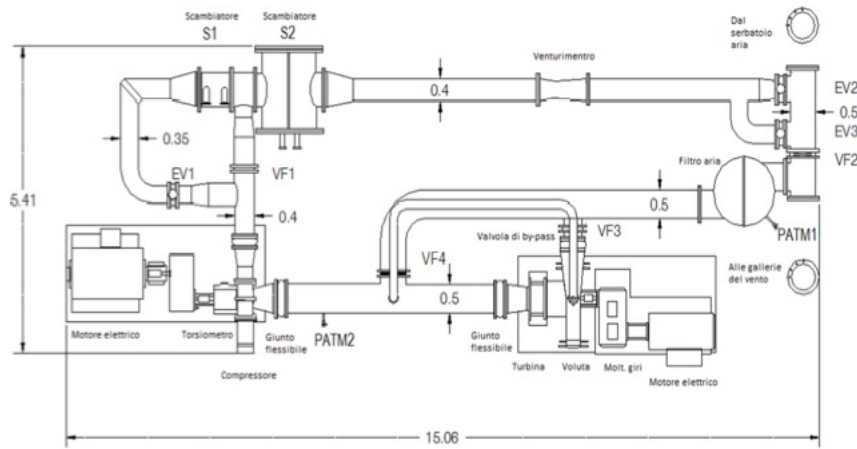 Scambiatore
S1
Scambiatore
S2
Dal
serbatoio
aria
Venturimentro
EV2
0.4
0.5
EV3
0.35
VF2
Filtro aria
EV1
VF1
5.41
0.4
0.5
PATM1
Valvola di by-pass
VF3
VF4
Alle gallerie
del vento
0.5
Motore elettrico
Torsiometro
Giunto
flessibile
PATM2
Giunto
flessibile
Compressore
Turbina
Voluta
Molt. giri
Motore elettrico
15.06